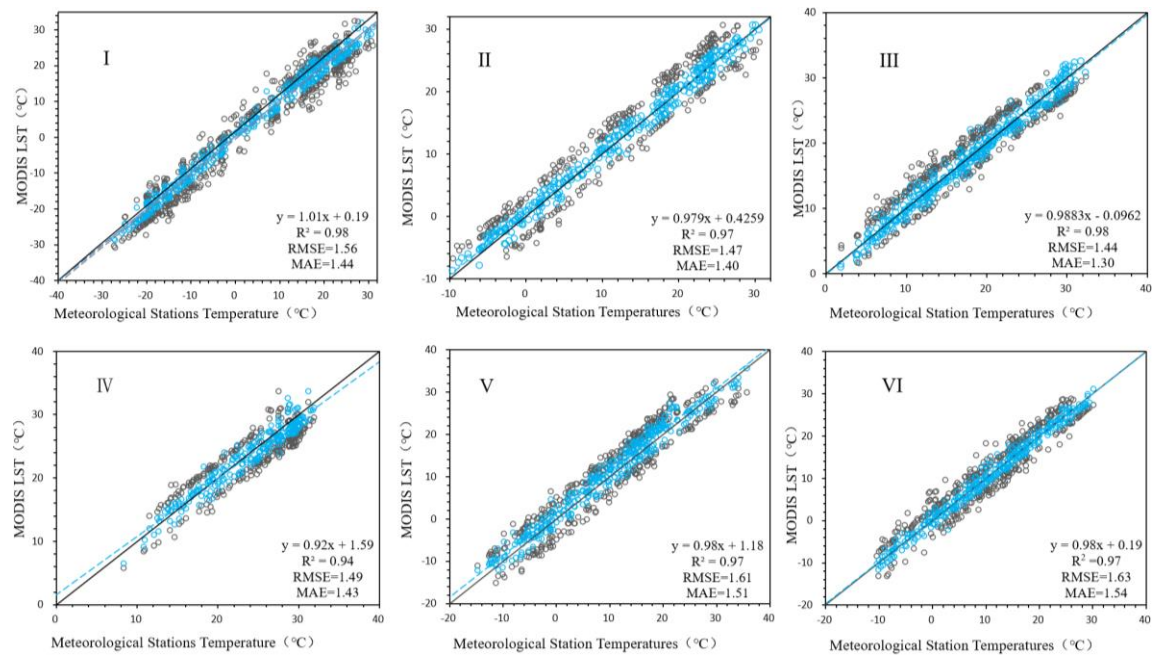 I
MODIS LST（℃）
30
20
10
0
-10
-20
-30
-40
y = 1.01x + 0.19
R² = 0.98
RMSE=1.56
MAE=1.44
-40 -30 -20 -10 0 10 20 30
Meteorological Stations Temperature（℃）
II
MODIS LST（℃）
30
20
10
0
-10
y = 0.979x + 0.4259
R² = 0.97
RMSE=1.47
MAE=1.40
-10 0 10 20 30
Meteorological Station Temperatures（℃）
III
MODIS LST（℃）
40
30
20
10
0
y = 0.9883x - 0.0962
R² = 0.98
RMSE=1.44
MAE=1.30
0 10 20 30 40
Meteorological Station Temperatures（℃）
IV
MODIS LST（℃）
40
30
20
10
0
y = 0.92x + 1.59
R² = 0.94
RMSE=1.49
MAE=1.43
0 10 20 30 40
Meteorological Stations Temperature（℃）
V
MODIS LST（℃）
40
30
20
10
0
-10
-20
y = 0.98x + 1.18
R² = 0.97
RMSE=1.61
MAE=1.51
-20 -10 0 10 20 30 40
Meteorological Station Temperatures（℃）
VI
MODIS LST（℃）
40
30
20
10
0
-10
-20
y = 0.98x + 0.19
R² =0.97
RMSE=1.63
MAE=1.54
-20 -10 0 10 20 30 40
Meteorological Station Temperatures（℃）